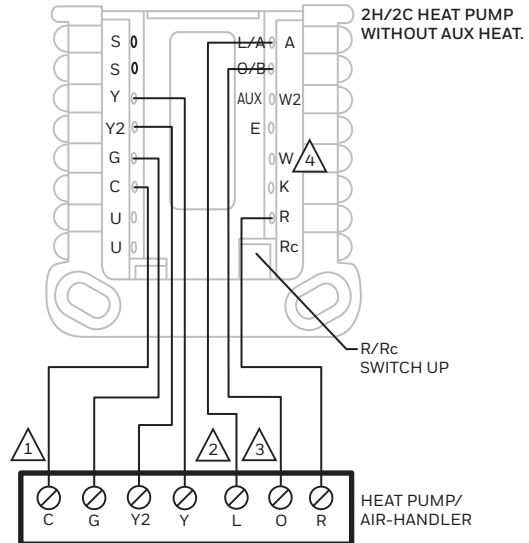 2H/2C HEAT PUMP
WITHOUT AUX HEAT.
S L/A A
S O/B
Y AUX W2
Y2 E
G W 4
C K
U R
U Rc
R/Rc
SWITCH UP
1 2 3
C G Y2 Y L O R
HEAT PUMP/
AIR-HANDLER